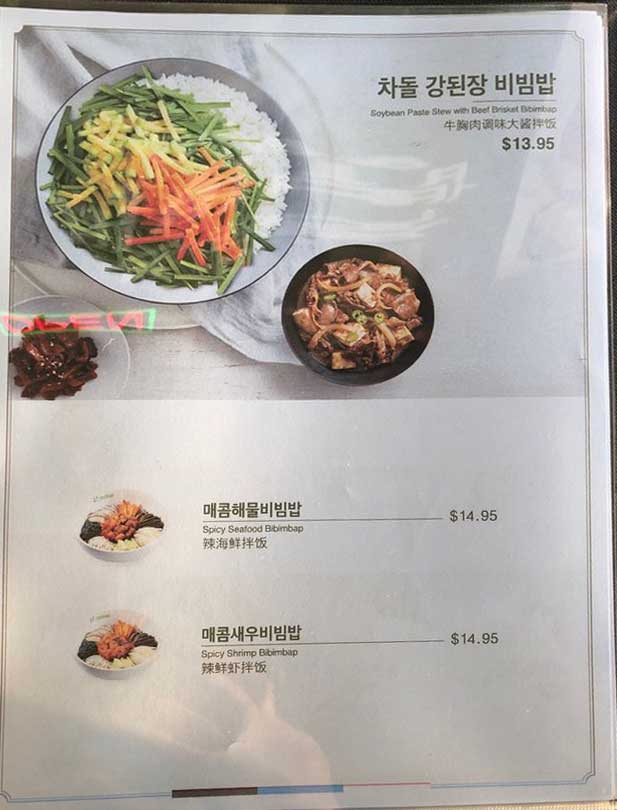 차돌 강된장 비빔밥
Soybean Paste Stew with Beef Brisket Bibimbap
牛胸肉调味大酱拌饭
$13.95
매콤해물비빔밥
$14.95
Spicy Seafood Bibimbap
辣海鲜拌饭
매콤새우비빔밥
$14.95
Spicy Shrimp Bibimbap
辣鲜虾拌饭